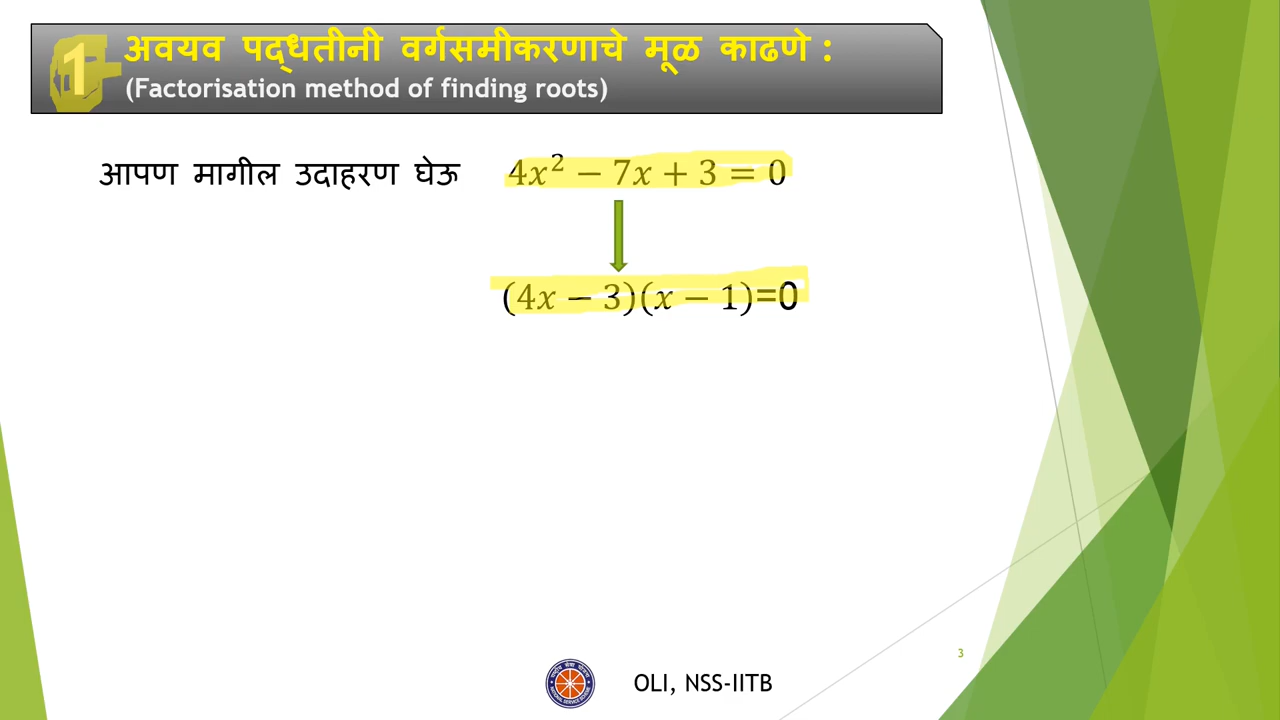 1
अवयव पद्धतीनी वर्गसमीकरणाचे मूळ काढणे :
(Factorisation method of finding roots)
आपण मागील उदाहरण घेऊ 4x² − 7x + 3 = 0
(4x − 3)(x − 1)=0
3
OLI, NSS-IITB